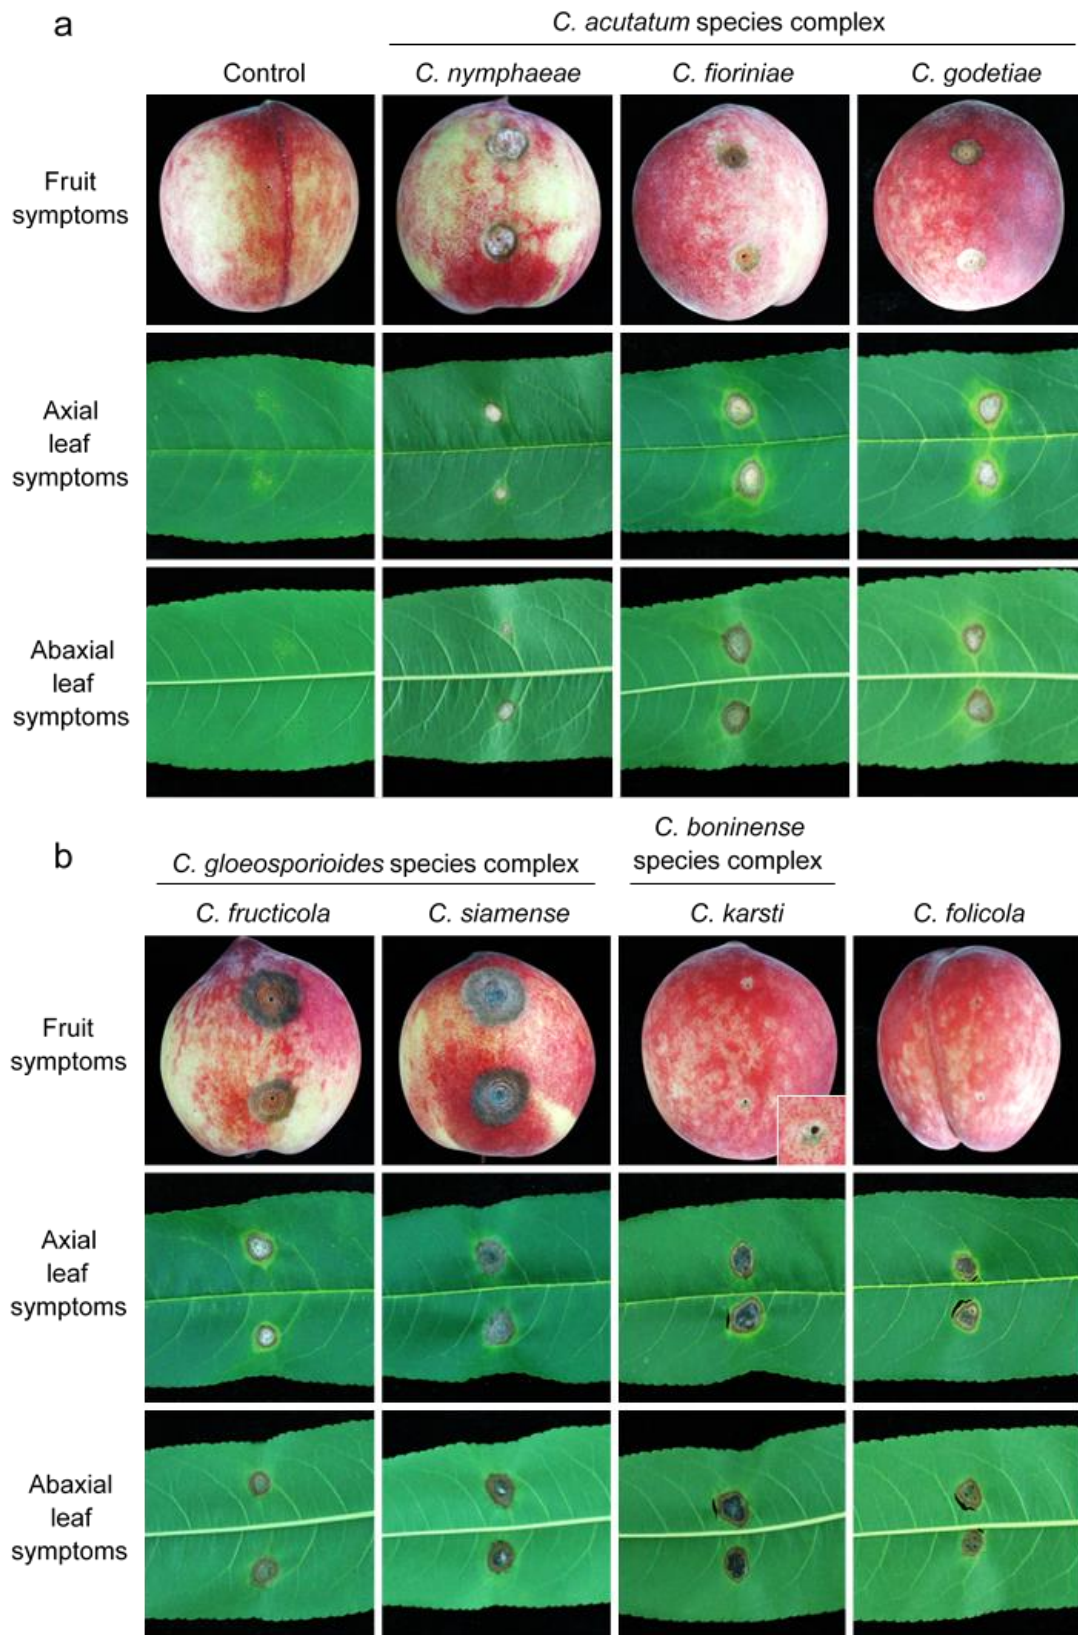 a
C. acutatum species complex
Control
C. nymphaeae
C. fioriniae
C. godetiae
Fruit
symptoms
Axial
leaf
symptoms
Abaxial
leaf
symptoms
b
C. gloeosporioides species complex
C. boninense
species complex
C. fructicola
C. siamense
C. karsti
C. folicola
Fruit
symptoms
Axial
leaf
symptoms
Abaxial
leaf
symptoms